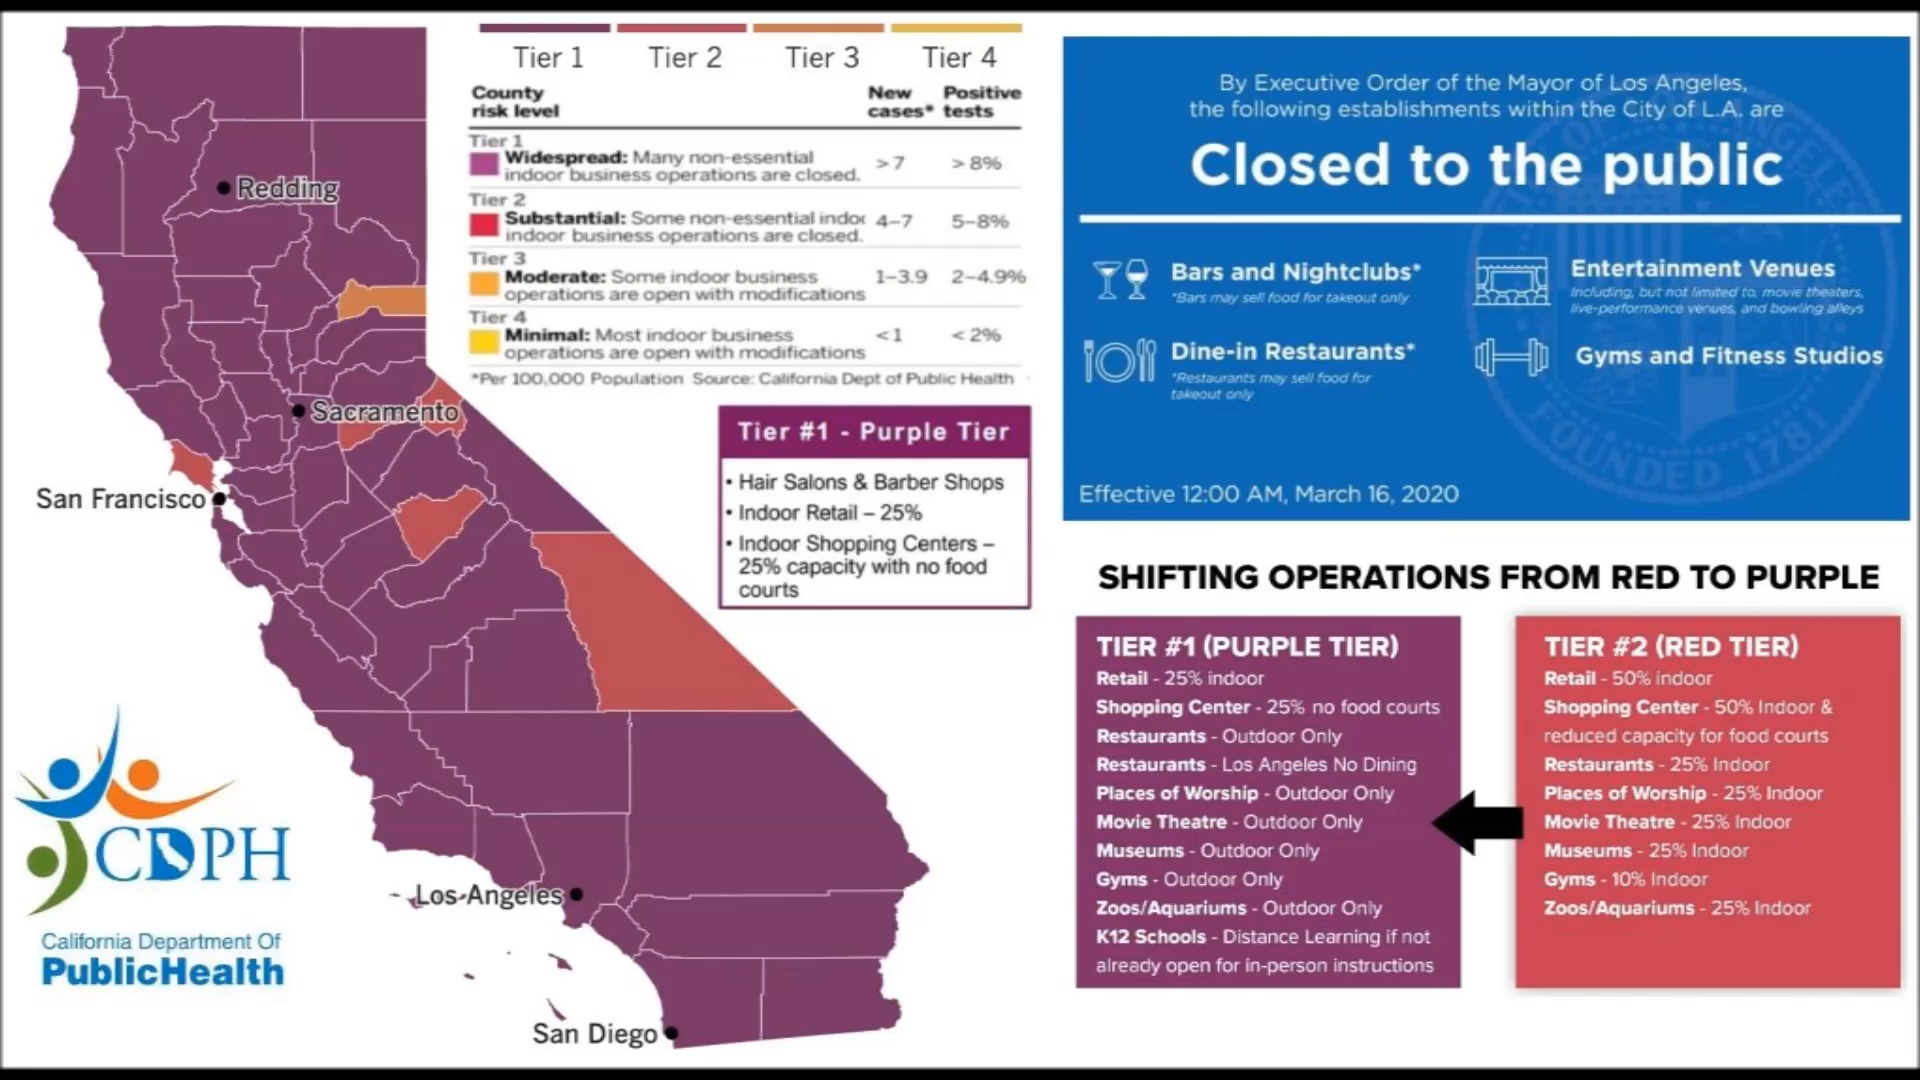 Tier 1 Tier 2 Tier 3 Tier 4
County
risk level
New
cases*
Positive
tests
Tier 1
Widespread: Many non-essential
indoor business operations are closed.
>7 >8%
Tier 2
Substantial: Some non-essential indoo
indoor business operations are closed.
4–7 5–8%
Tier 3
Moderate: Some indoor business
operations are open with modifications
1–3.9 2–4.9%
Tier 4
Minimal: Most indoor business
operations are open with modifications
<1 <2%
*Per 100,000 Population Source: California Dept of Public Health
Redding
Sacramento
San Francisco
Los Angeles
San Diego
CDPH
California Department Of
PublicHealth
Tier #1 - Purple Tier
• Hair Salons & Barber Shops
• Indoor Retail – 25%
• Indoor Shopping Centers –
25% capacity with no food
courts
By Executive Order of the Mayor of Los Angeles,
the following establishments within the City of L.A. are
Closed to the public
Bars and Nightclubs*
*Bars may sell food for takeout only
Dine-in Restaurants*
*Restaurants may sell food for
takeout only
Entertainment Venues
Including, but not limited to, movie theaters,
live-performance venues, and bowling alleys
Gyms and Fitness Studios
FOUNDED 1781
Effective 12:00 AM, March 16, 2020
SHIFTING OPERATIONS FROM RED TO PURPLE
TIER #1 (PURPLE TIER)
Retail - 25% indoor
Shopping Center - 25% no food courts
Restaurants - Outdoor Only
Restaurants - Los Angeles No Dining
Places of Worship - Outdoor Only
Movie Theatre - Outdoor Only
Museums - Outdoor Only
Gyms - Outdoor Only
Zoos/Aquariums - Outdoor Only
K12 Schools - Distance Learning if not
already open for in-person instructions
TIER #2 (RED TIER)
Retail - 50% indoor
Shopping Center - 50% Indoor &
reduced capacity for food courts
Restaurants - 25% Indoor
Places of Worship - 25% Indoor
Movie Theatre - 25% Indoor
Museums - 25% Indoor
Gyms - 10% Indoor
Zoos/Aquariums - 25% Indoor